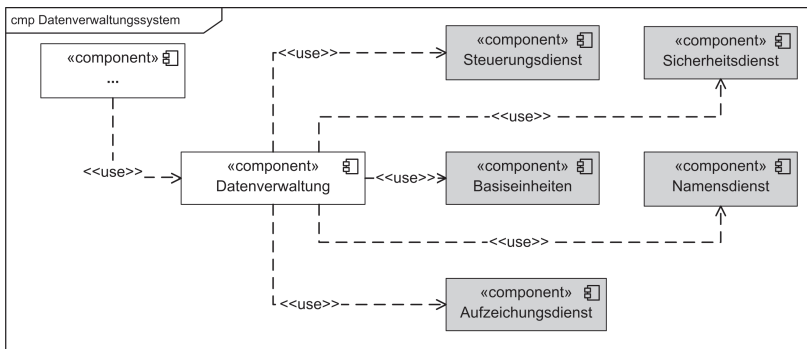 cmp Datenverwaltungssystem
«component»
...
<<use>>
«component»
Steuerungsdienst
«component»
Sicherheitsdienst
<<use>>
<<use>>
«component»
Datenverwaltung
<<use>>
«component»
Basiseinheiten
«component»
Namensdienst
<<use>>
<<use>>
«component»
Aufzeichungsdienst